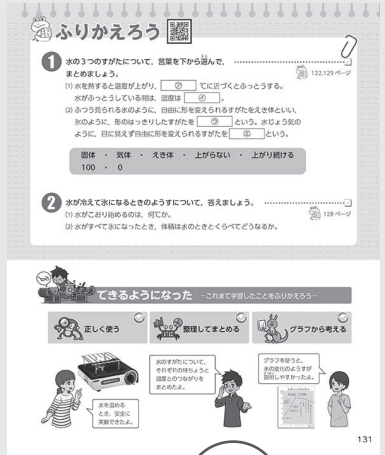 ふりかえろう
1 水の3つのすがたについて、言葉を下から選んで、
まとめましょう。
122,129 ページ
(1) 水を熱すると温度が上がり、 ㋐ ℃に近づくとふっとうする。
水がふっとうしている間は、温度は ㋑ 。
(2) ふつう見られる水のように、自由に形を変えられるすがたをえき体といい、
氷のように、形のはっきりしたすがたを ㋒ という。水じょう気の
ように、目に見えず自由に形を変えられるすがたを ㋓ という。
固体 ・ 気体 ・ えき体 ・ 上がらない ・ 上がり続ける
100 ・ 0
2 水が冷えて氷になるときのようすについて、答えましょう。
128 ページ
(1) 水がこおり始めるのは、何℃か。
(2) 水がすべて氷になったとき、体積は水のときとくらべてどうなるか。
できるようになった -これまで学習したことをふりかえろう-
正しく使う
整理してまとめる
グラフから考える
水を温める
とき、安全に
実験できたよ。
水のすがたについて、
それぞれの特ちょうと
温度とのつながりを
まとめたよ。
グラフを使うと、
水の変化のようすが
説明しやすかったよ。
131